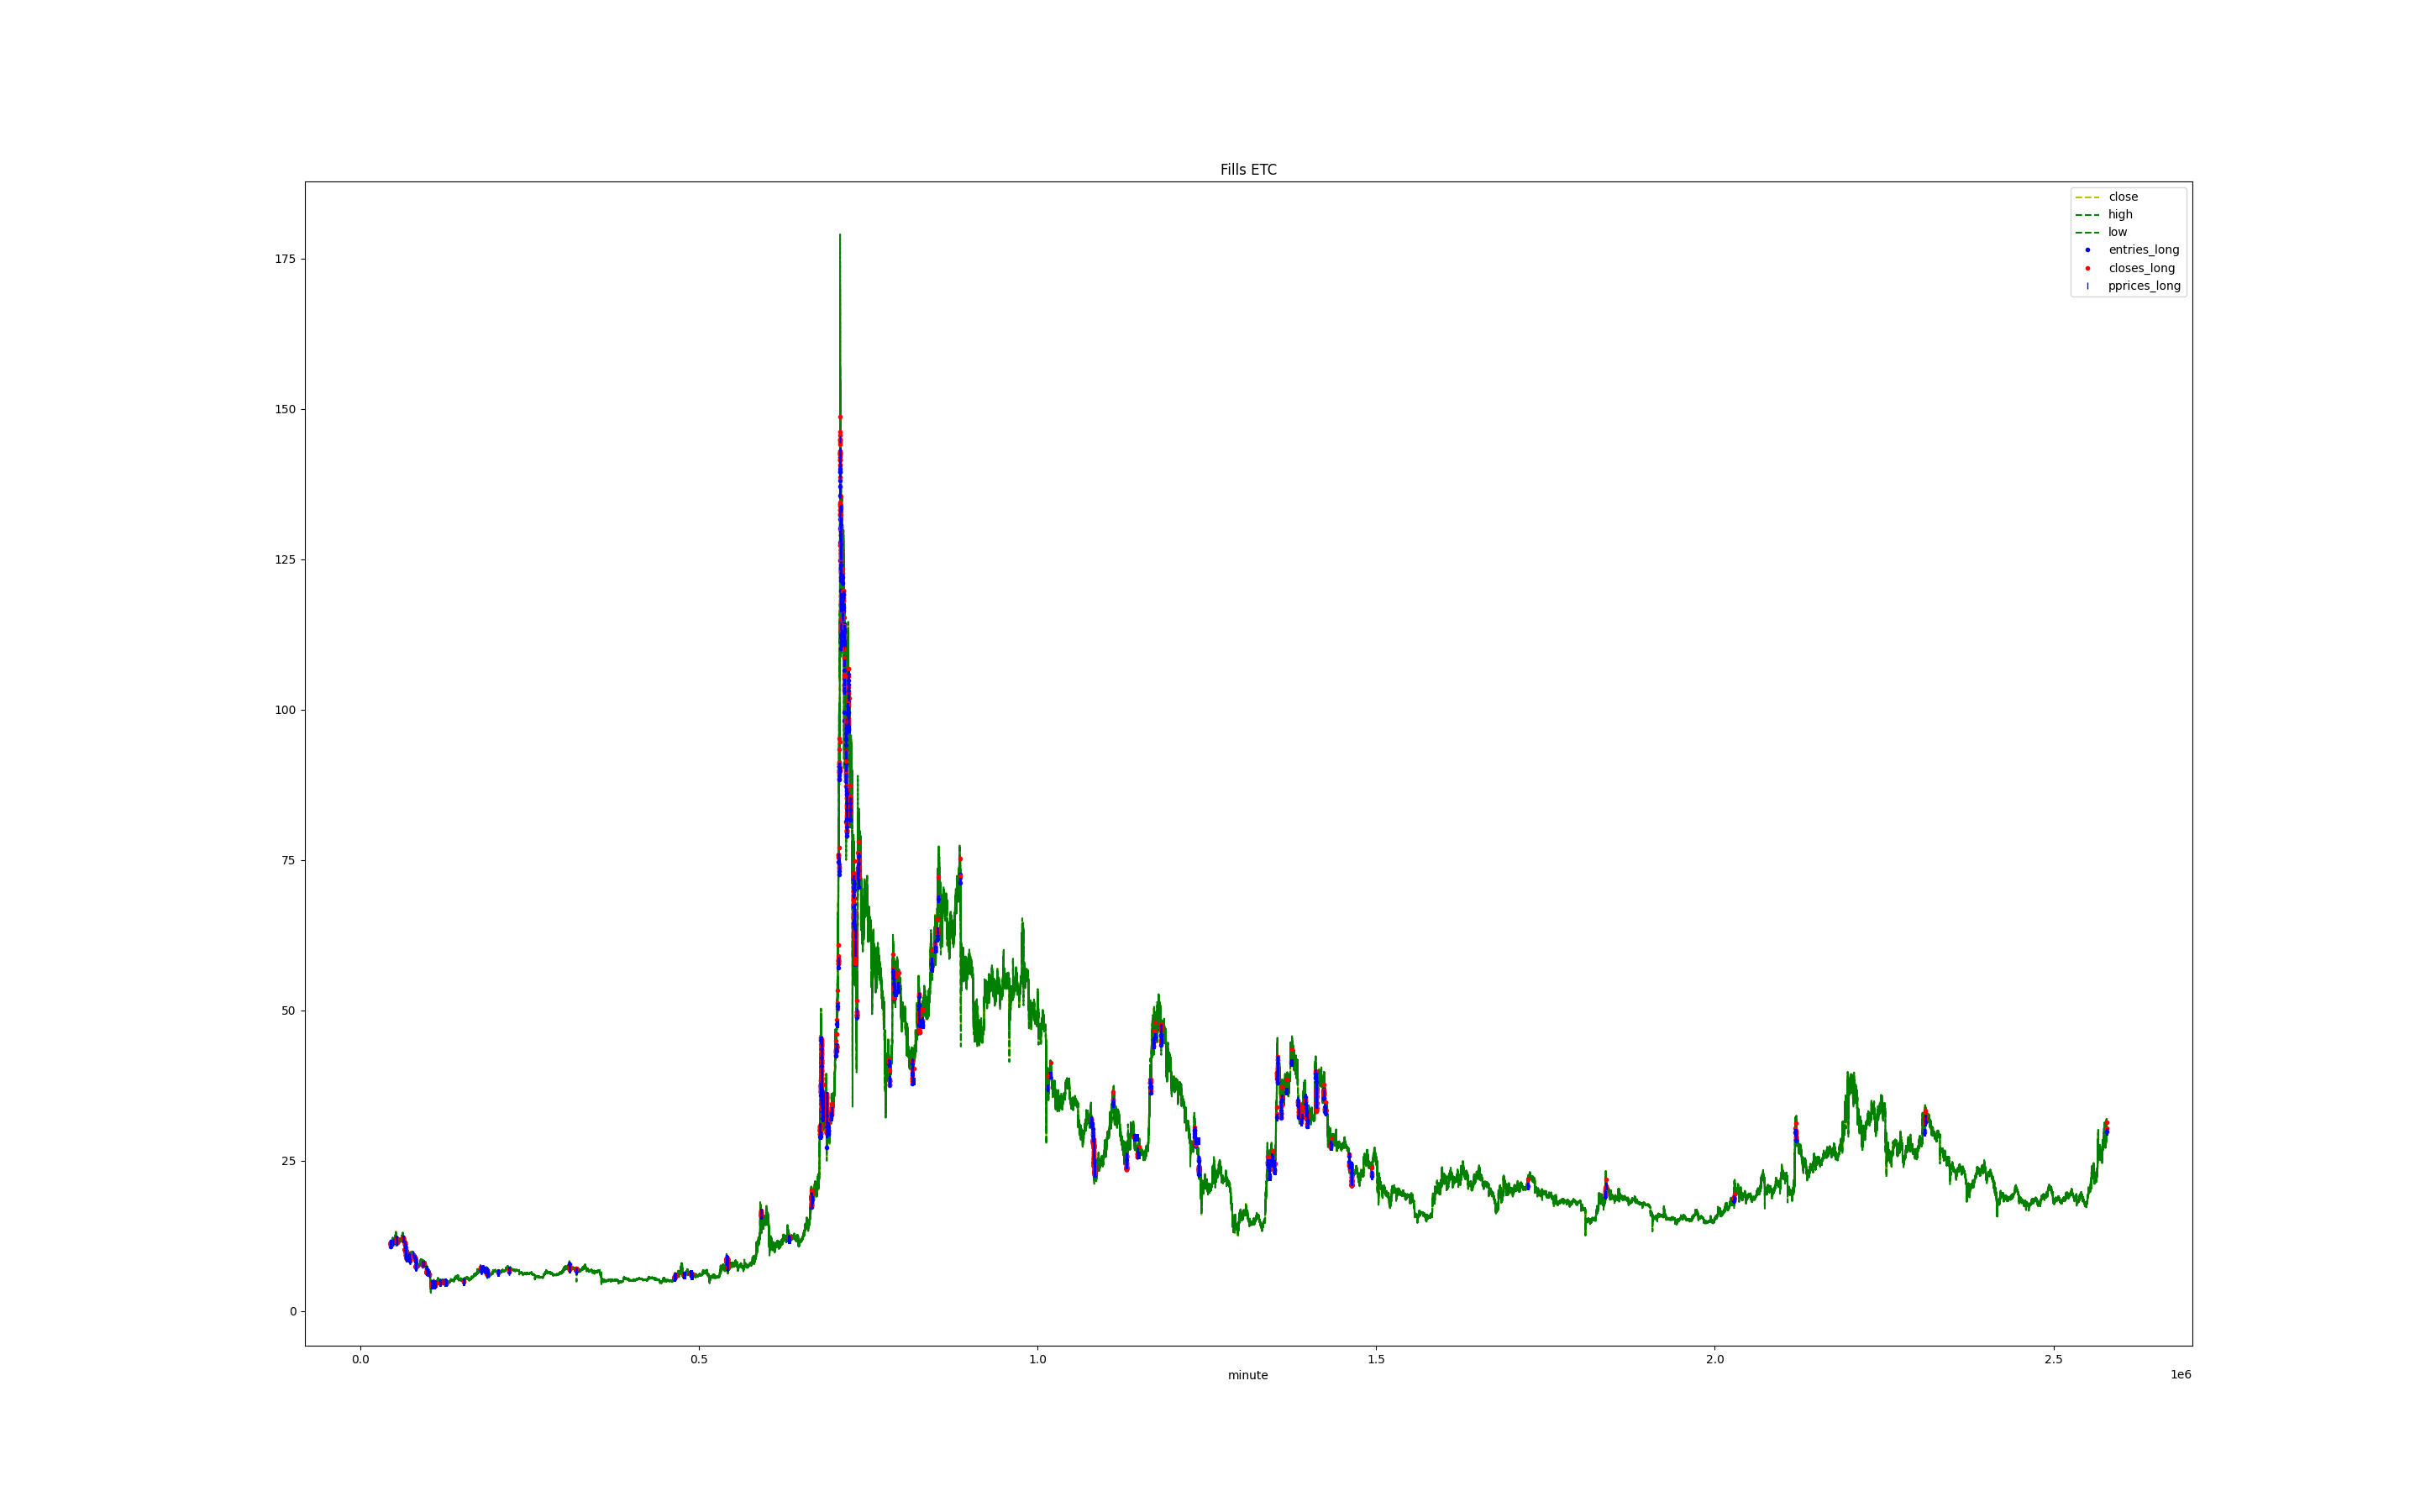 Fills ETC
close
high
low
entries_long
closes_long
pprices_long
175
150
125
100
75
50
25
0
0.0 0.5 1.0 1.5 2.0 2.5
minute
1e6